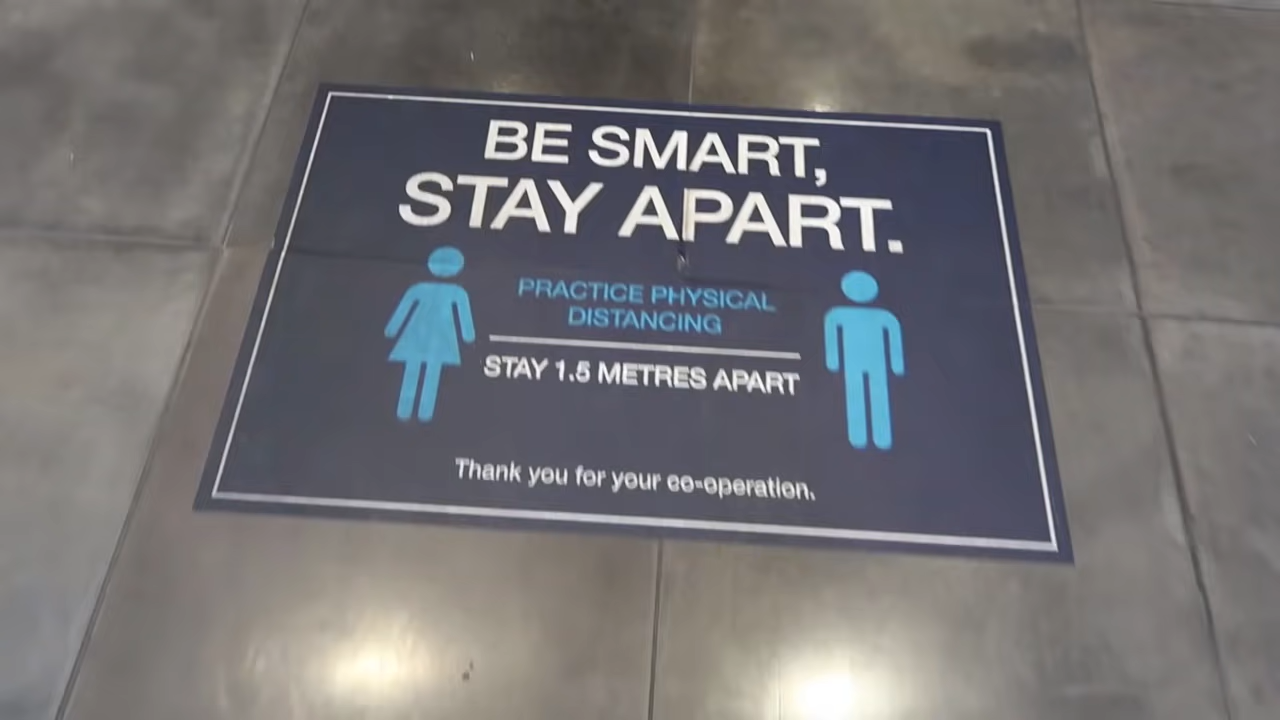 BE SMART,
STAY APART.
PRACTICE PHYSICAL
DISTANCING
STAY 1.5 METRES APART
Thank you for your co-operation.